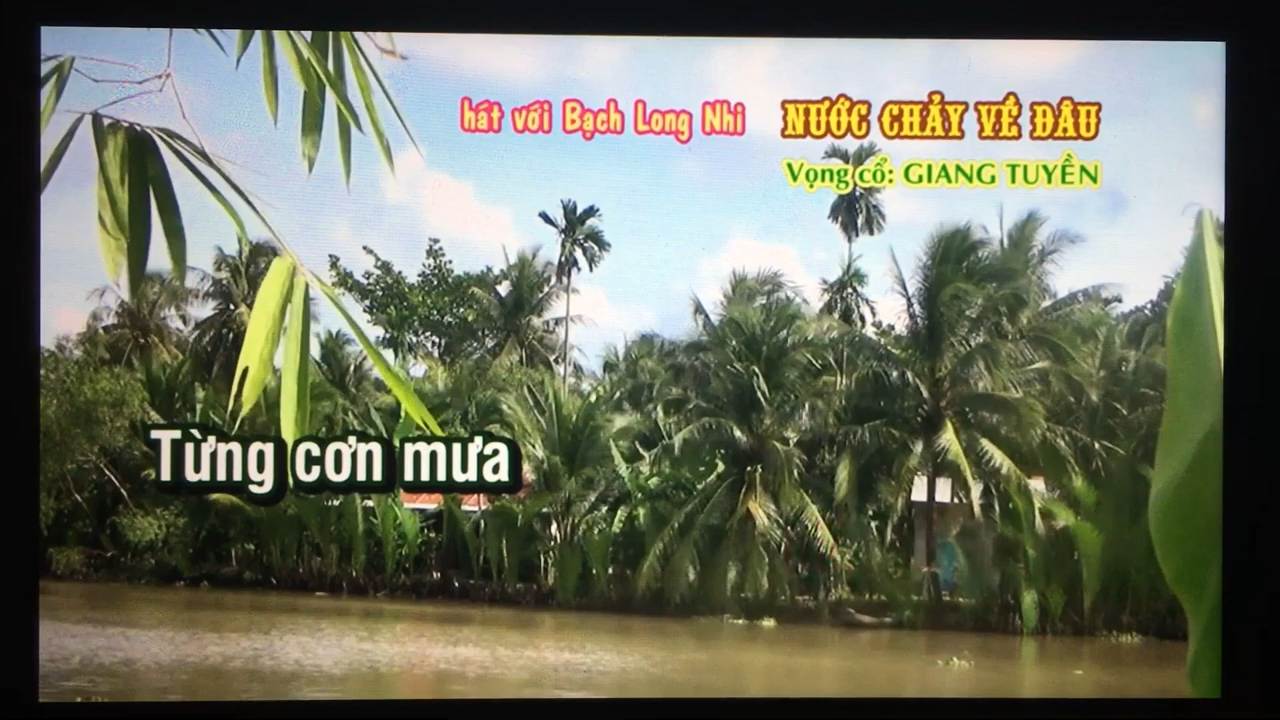 hát với Bạch Long Nhi
NƯỚC CHẢY VỀ ĐÂU
Vọng cổ: GIANG TUYỀN
Từng cơn mưa